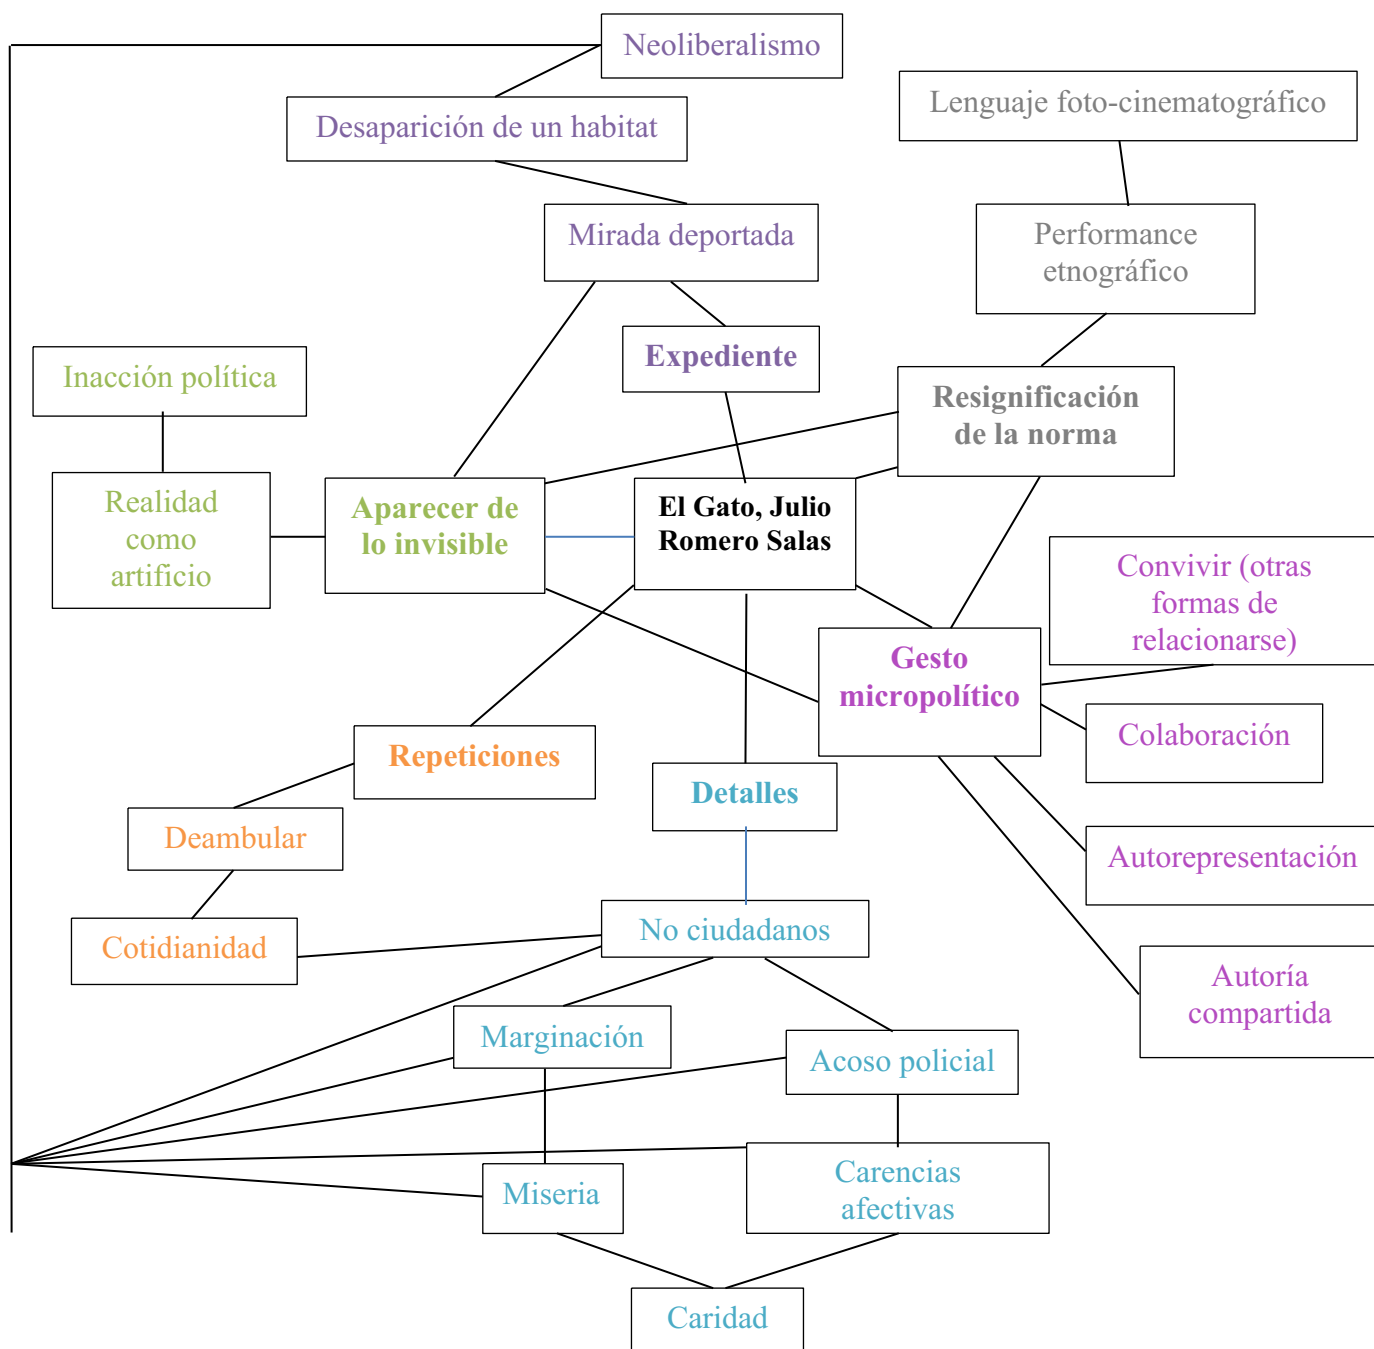 Neoliberalismo
Lenguaje foto-cinematográfico
Desaparición de un habitat
Mirada deportada
Performance
etnográfico
Expediente
Inacción política
Resignificación
de la norma
Realidad
como
artificio
Aparecer de
lo invisible
El Gato, Julio
Romero Salas
Convivir (otras
formas de
relacionarse)
Gesto
micropolítico
Colaboración
Repeticiones
Detalles
Deambular
Autorepresentación
Cotidianidad
No ciudadanos
Autoría
compartida
Marginación
Acoso policial
Miseria
Carencias
afectivas
Caridad